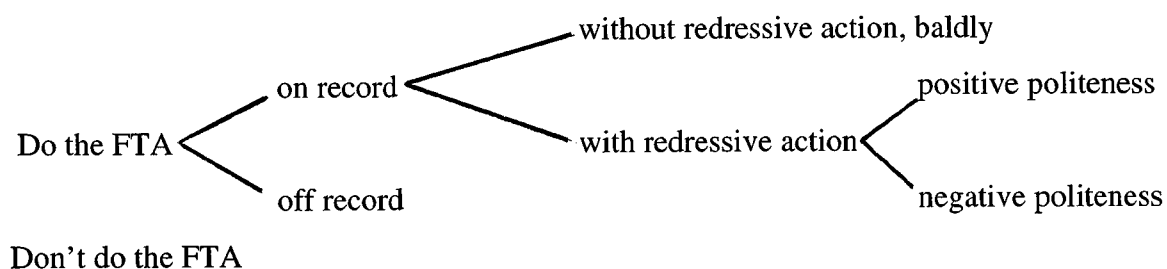 without redressive action, baldly
on record
positive politeness
Do the FTA
with redressive action
off record
negative politeness
Don't do the FTA